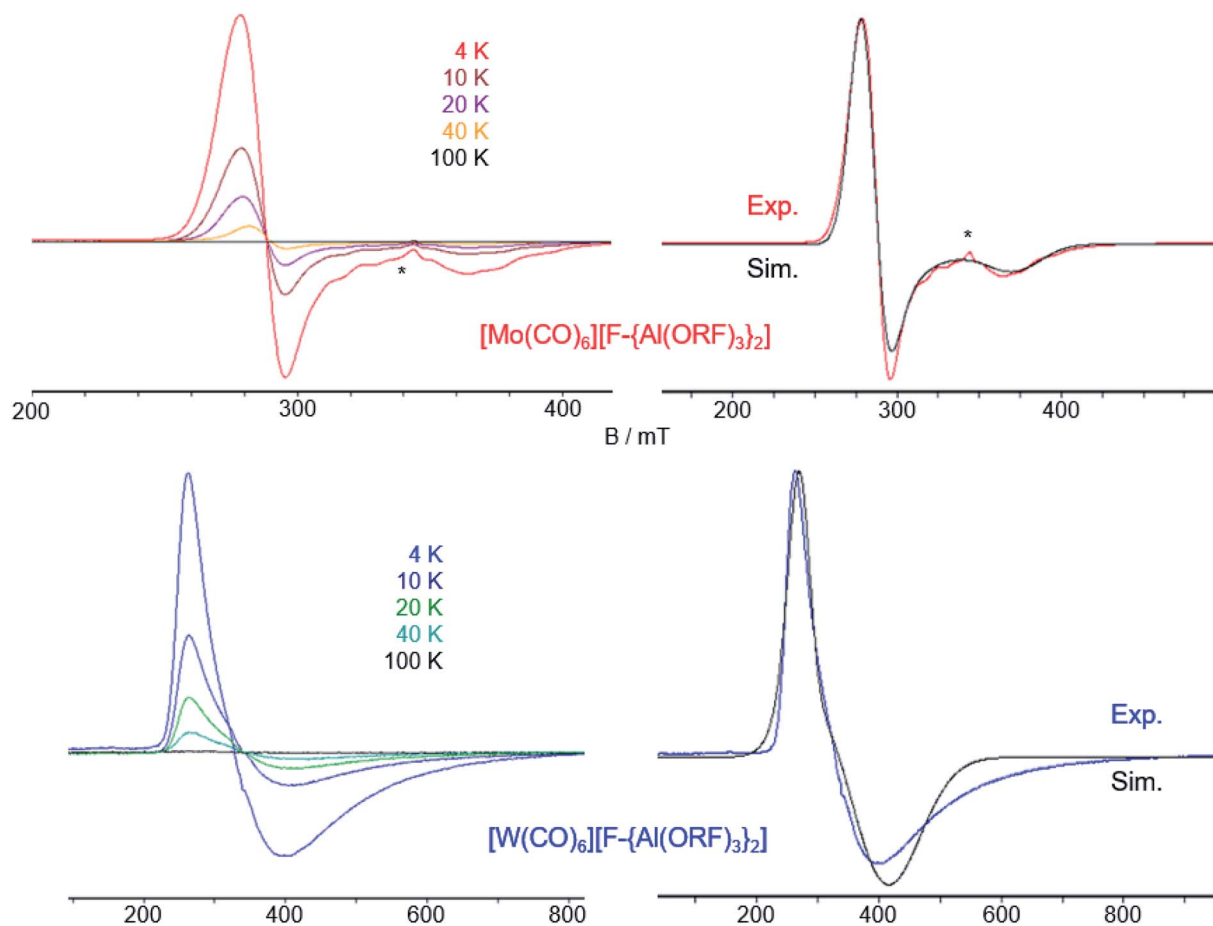 4 K
10 K
20 K
40 K
100 K
*
Exp.
*
Sim.
[Mo(CO)₆][F-{Al(ORF)₃}₂]
200 300 400
200 300 400
B / mT
4 K
10 K
20 K
40 K
100 K
Exp.
Sim.
[W(CO)₆][F-{Al(ORF)₃}₂]
200 400 600 800
200 400 600 800